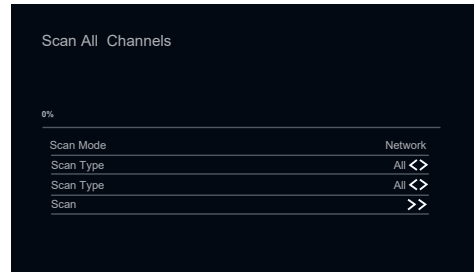 Scan All Channels
0%
Scan Mode Network
Scan Type All <>
Scan Type All <>
Scan >>